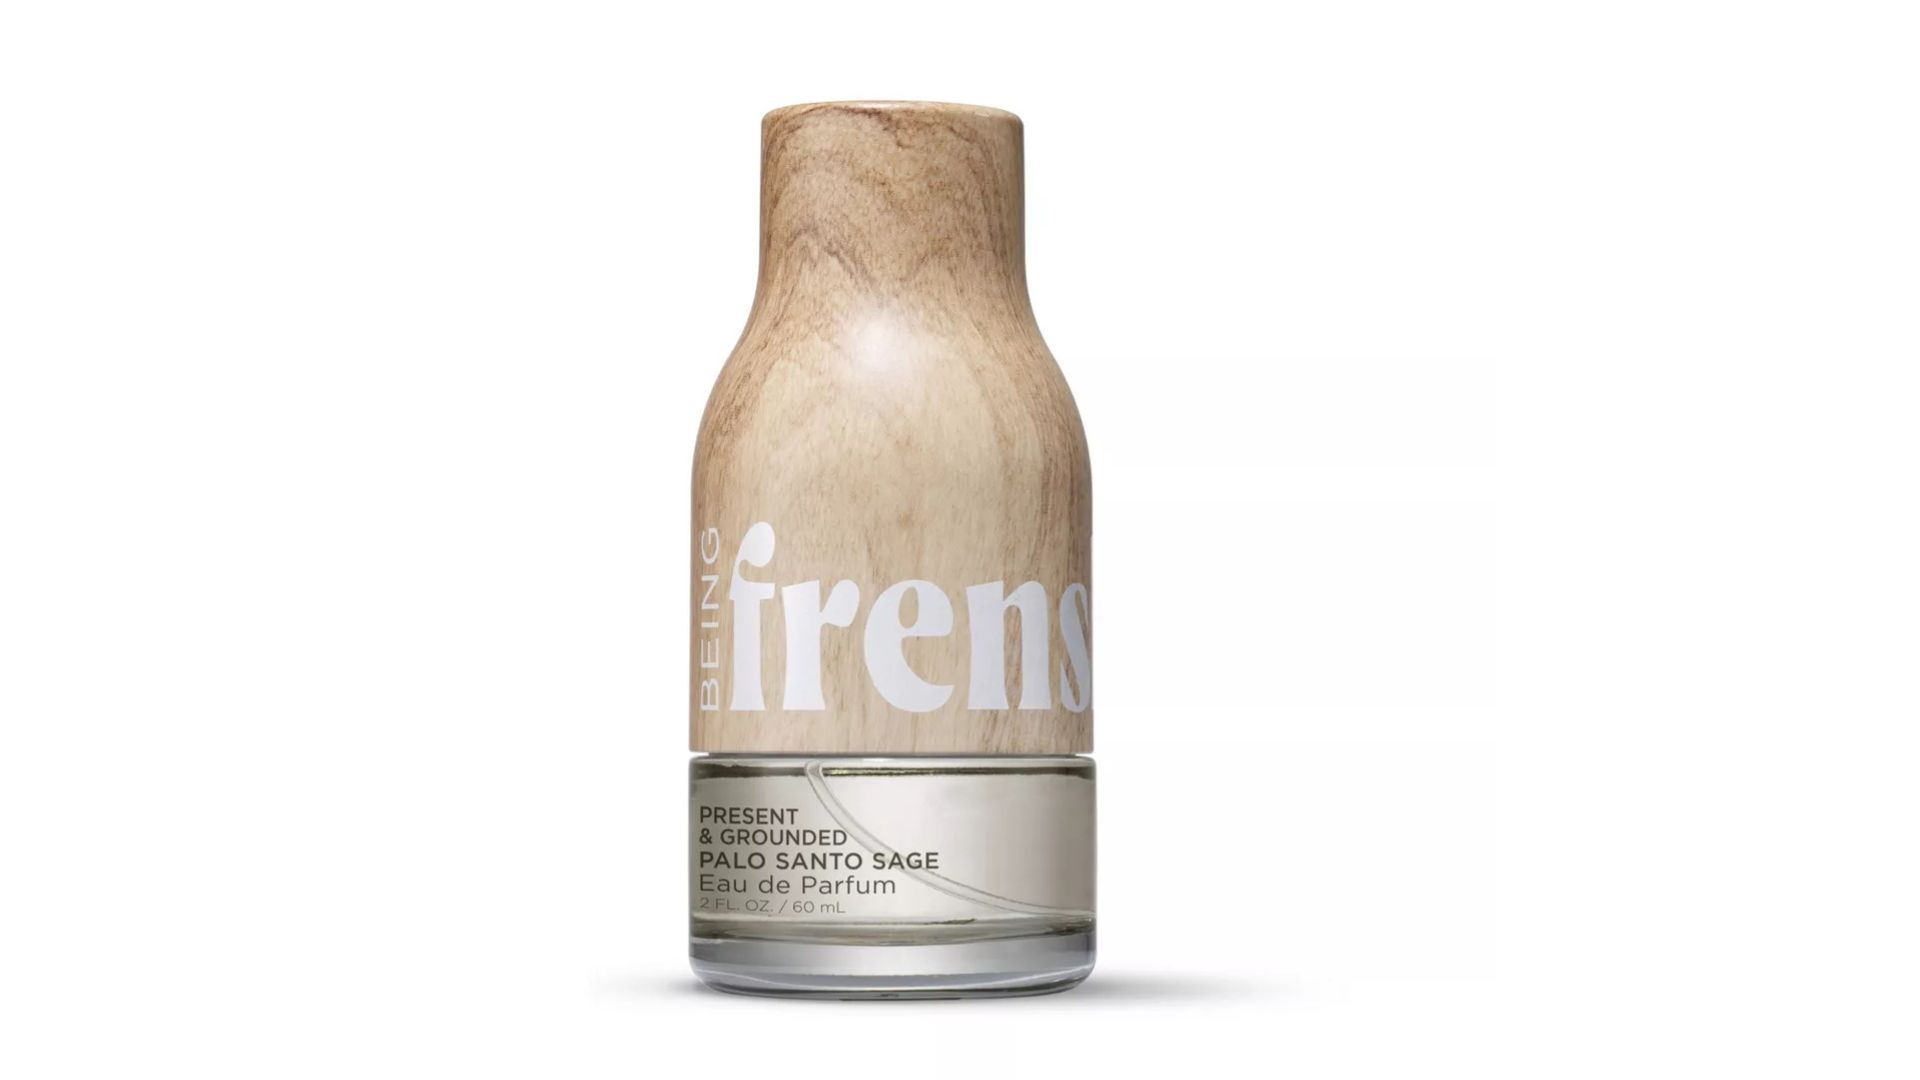 BEING
frens
PRESENT
& GROUNDED
PALO SANTO SAGE
Eau de Parfum
2 FL. OZ. / 60 mL